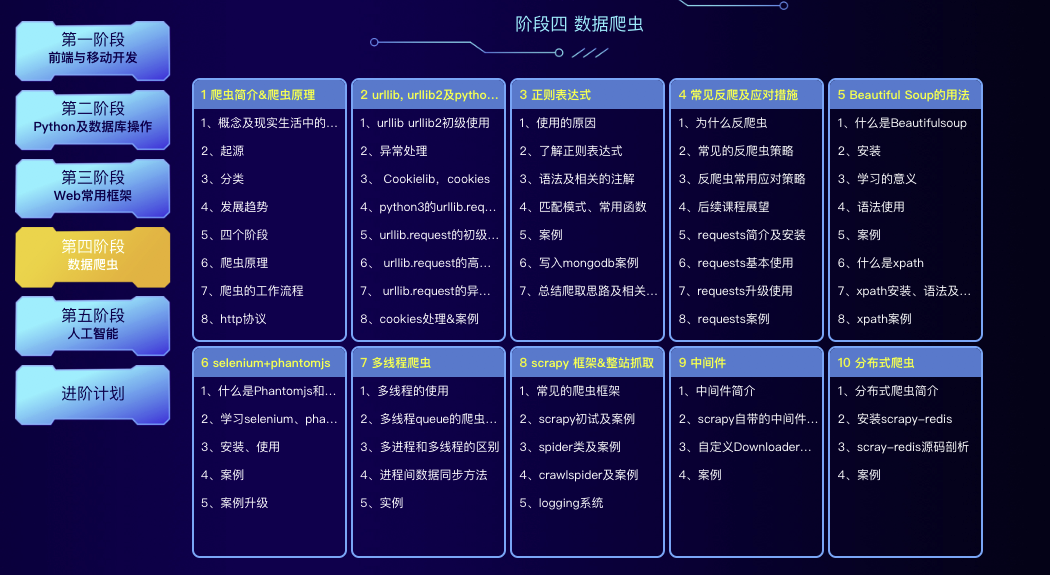 阶段四 数据爬虫
第一阶段
前端与移动开发
第二阶段
Python及数据库操作
第三阶段
Web常用框架
第四阶段
数据爬虫
第五阶段
人工智能
进阶计划
1 爬虫简介&爬虫原理
1、概念及现实生活中的...
2、起源
3、分类
4、发展趋势
5、四个阶段
6、爬虫原理
7、爬虫的工作流程
8、http协议
2 urllib, urllib2及pytho...
1、urllib urllib2初级使用
2、异常处理
3、 Cookielib，cookies
4、python3的urllib.req...
5、urllib.request的初级...
6、 urllib.request的高...
7、 urllib.request的异...
8、cookies处理&案例
3 正则表达式
1、使用的原因
2、了解正则表达式
3、语法及相关的注解
4、匹配模式、常用函数
5、案例
6、写入mongodb案例
7、总结爬取思路及相关...
4 常见反爬及应对措施
1、为什么反爬虫
2、常见的反爬虫策略
3、反爬虫常用应对策略
4、后续课程展望
5、requests简介及安装
6、requests基本使用
7、requests升级使用
8、requests案例
5 Beautiful Soup的用法
1、什么是Beautifulsoup
2、安装
3、学习的意义
4、语法使用
5、案例
6、什么是xpath
7、xpath安装、语法及...
8、xpath案例
6 selenium+phantomjs
1、什么是Phantomjs和...
2、学习selenium、pha...
3、安装、使用
4、案例
5、案例升级
7 多线程爬虫
1、多线程的使用
2、多线程queue的爬虫...
3、多进程和多线程的区别
4、进程间数据同步方法
5、实例
8 scrapy 框架&整站抓取
1、常见的爬虫框架
2、scrapy初试及案例
3、spider类及案例
4、crawlspider及案例
5、logging系统
9 中间件
1、中间件简介
2、scrapy自带的中间件...
3、自定义Downloader...
4、案例
10 分布式爬虫
1、分布式爬虫简介
2、安装scrapy-redis
3、scray-redis源码剖析
4、案例